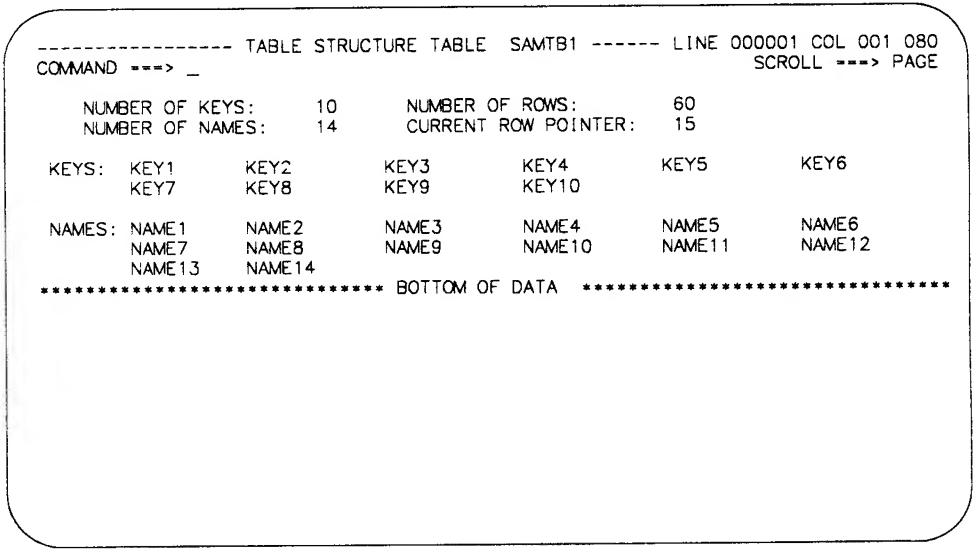 ----------------- TABLE STRUCTURE TABLE SAMTB1 ------ LINE 000001 COL 001 080
COMMAND ===> _ SCROLL ===> PAGE
NUMBER OF KEYS: 10 NUMBER OF ROWS: 60
NUMBER OF NAMES: 14 CURRENT ROW POINTER: 15
KEYS: KEY1 KEY2 KEY3 KEY4 KEY5 KEY6
KEY7 KEY8 KEY9 KEY10
NAMES: NAME1 NAME2 NAME3 NAME4 NAME5 NAME6
NAME7 NAME8 NAME9 NAME10 NAME11 NAME12
NAME13 NAME14
****************************** BOTTOM OF DATA ********************************